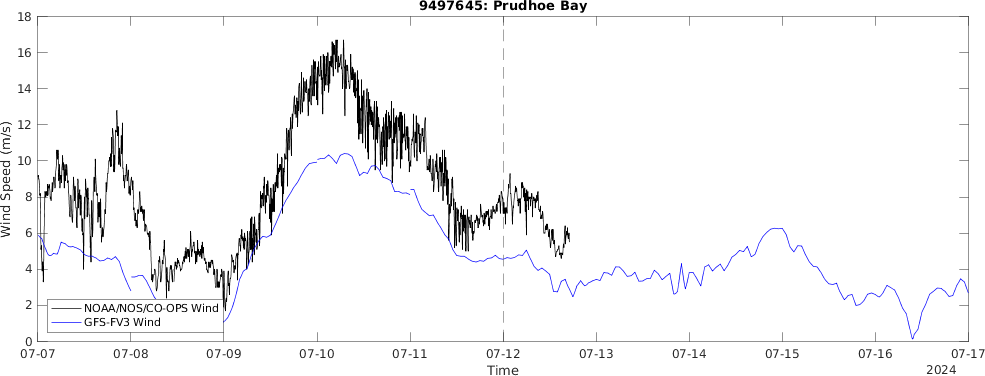 9497645: Prudhoe Bay
18
16
14
12
10
8
6
4
2
0
Wind Speed (m/s)
NOAA/NOS/CO-OPS Wind
GFS-FV3 Wind
07-07 07-08 07-09 07-10 07-11 07-12 07-13 07-14 07-15 07-16 07-17
Time
2024